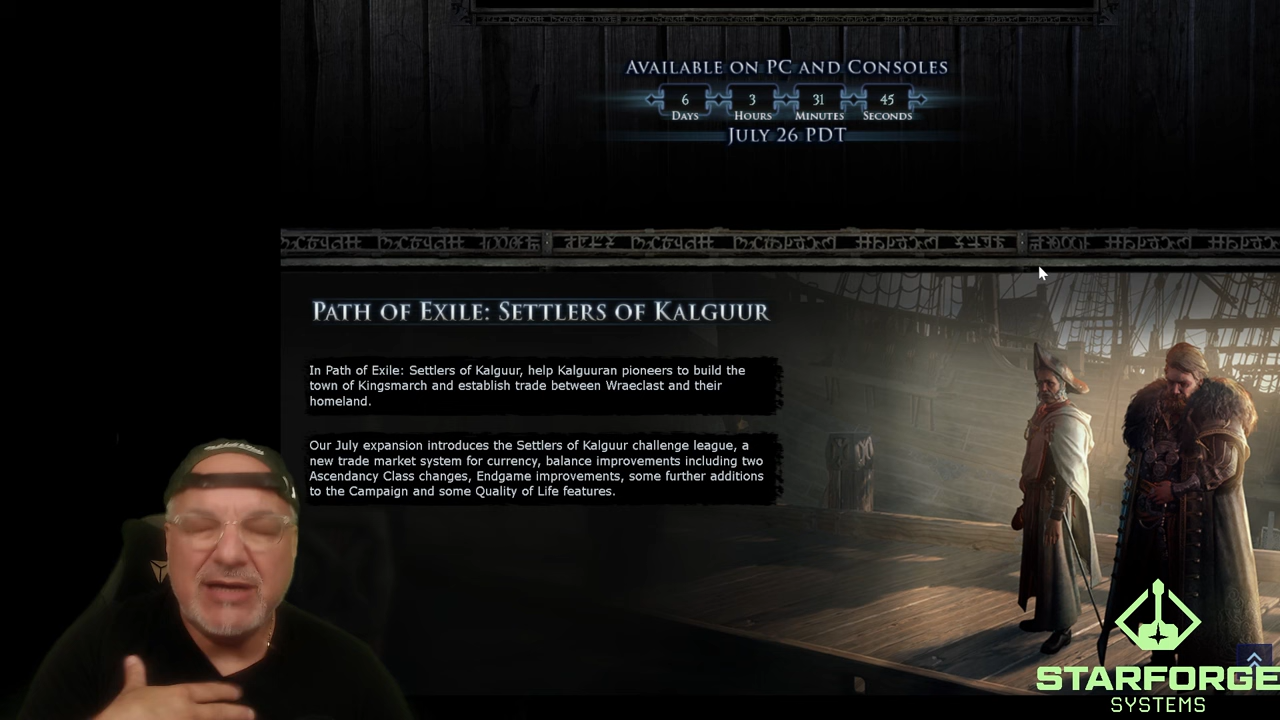 Available on PC and Consoles
6 3 31 45
Days Hours Minutes Seconds
July 26 PDT
Path of Exile: Settlers of Kalguur
In Path of Exile: Settlers of Kalguur, help Kalguuran pioneers to build the
town of Kingsmarch and establish trade between Wraeclast and their
homeland.
Our July expansion introduces the Settlers of Kalguur challenge league, a
new trade market system for currency, balance improvements including two
Ascendancy Class changes, Endgame improvements, some further additions
to the Campaign and some Quality of Life features.
STARFORGE
SYSTEMS